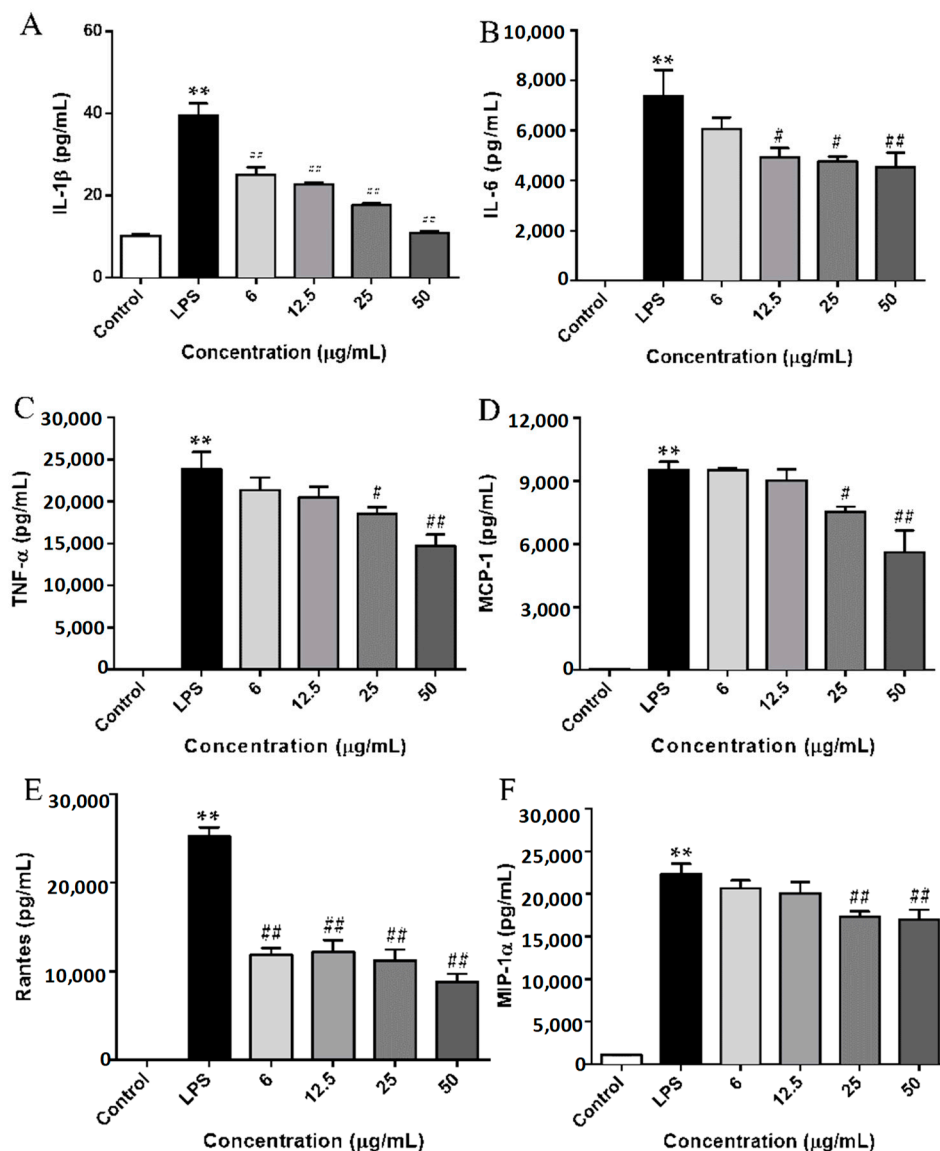 A
IL-1β (pg/mL)
60
40
20
0
**
##
##
##
##
Control
LPS
6
12.5
25
50
Concentration (μg/mL)
B
IL-6 (pg/mL)
10,000
8,000
6,000
4,000
2,000
0
**
#
#
##
Control
LPS
6
12.5
25
50
Concentration (μg/mL)
C
TNF-α (pg/mL)
30,000
25,000
20,000
15,000
10,000
5,000
0
**
#
##
Control
LPS
6
12.5
25
50
Concentration (μg/mL)
D
MCP-1 (pg/mL)
12,000
9,000
6,000
3,000
0
**
#
##
Control
LPS
6
12.5
25
50
Concentration (μg/mL)
E
Rantes (pg/mL)
30,000
20,000
10,000
0
**
##
##
##
##
Control
LPS
6
12.5
25
50
Concentration (μg/mL)
F
MIP-1α (pg/mL)
25,000
20,000
15,000
10,000
5,000
0
**
##
##
Control
LPS
6
12.5
25
50
Concentration (μg/mL)